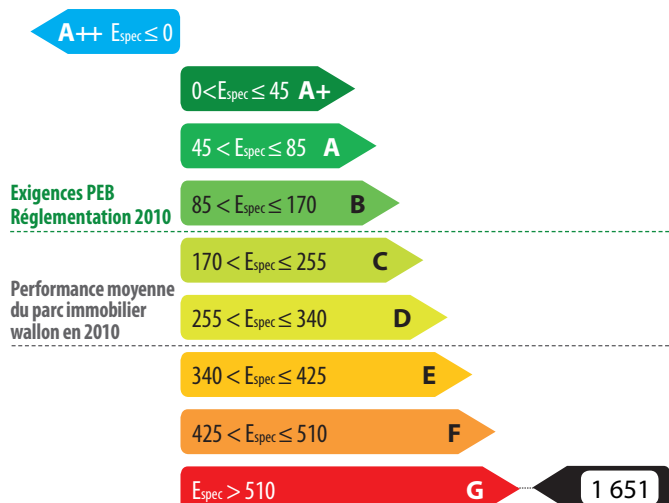 A++ Espec ≤ 0
0<Espec ≤ 45 A+
45 < Espec ≤ 85 A
Exigences PEB
Réglementation 2010
85 < Espec ≤ 170 B
170 < Espec ≤ 255 C
Performance moyenne
du parc immobilier
wallon en 2010
255 < Espec ≤ 340 D
340 < Espec ≤ 425 E
425 < Espec ≤ 510 F
Espec > 510 G 1 651